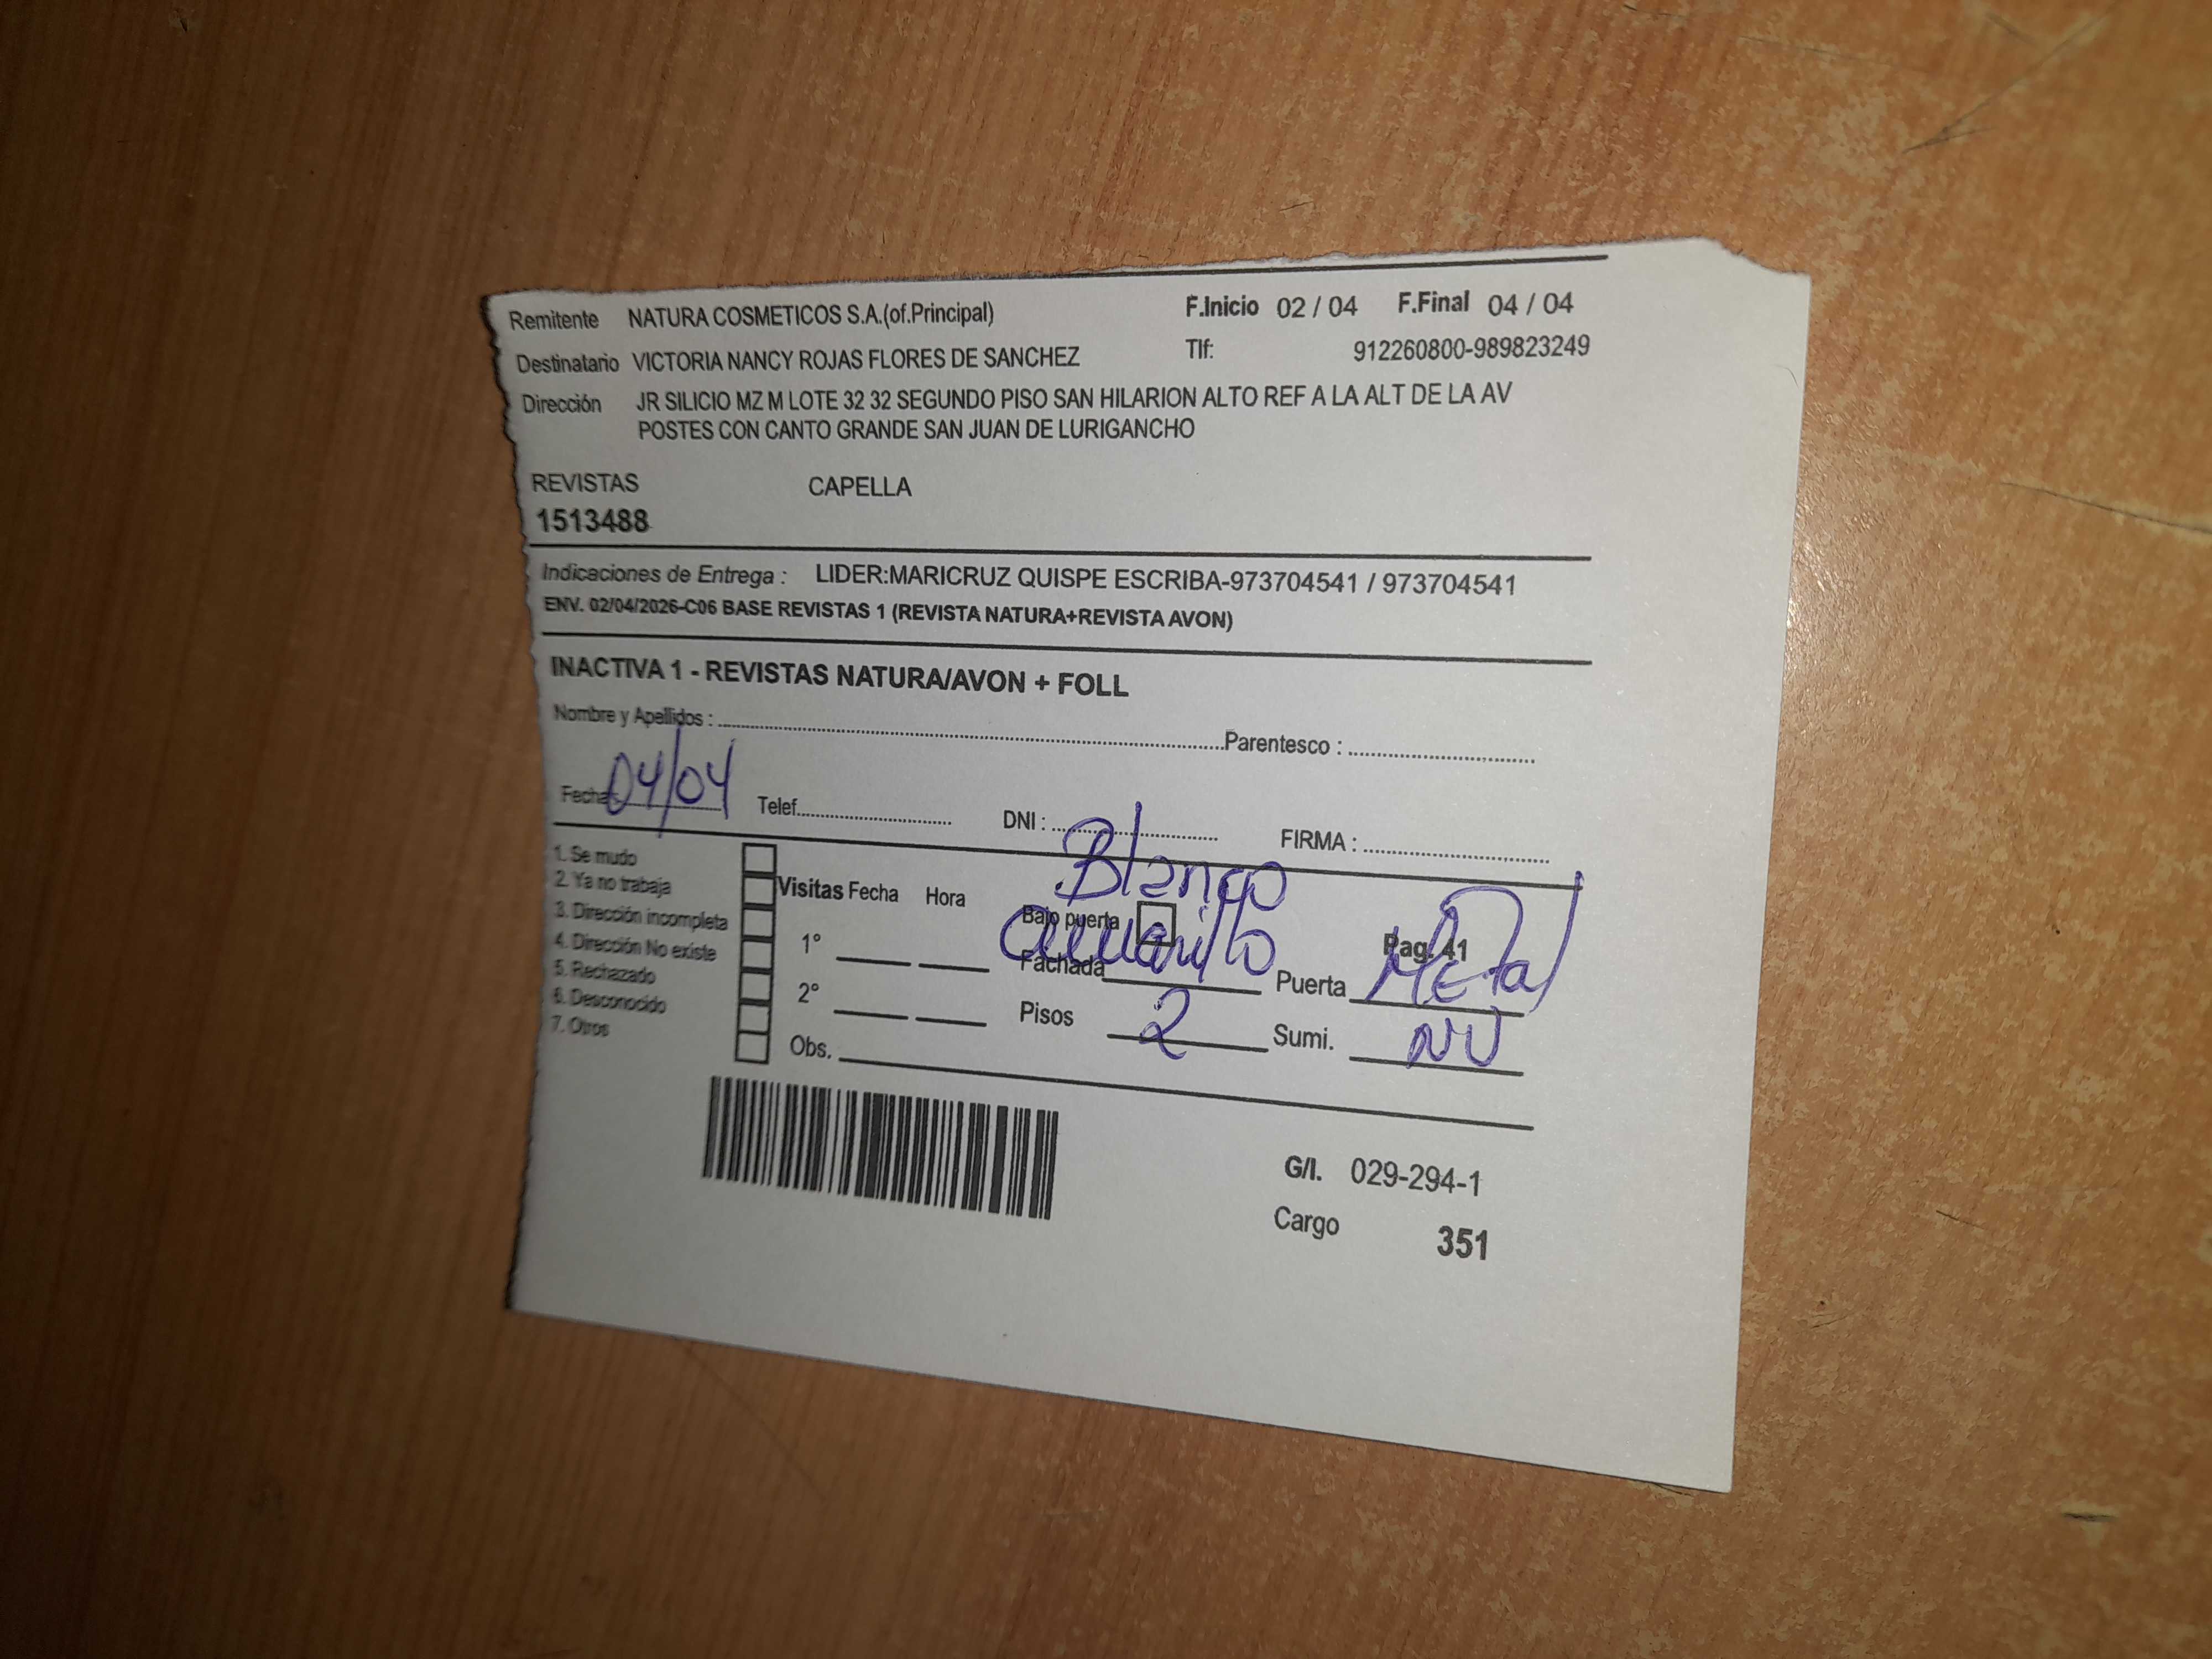 Remitente NATURA COSMETICOS S.A.(of.Principal) F.Inicio 02 / 04 F.Final 04 / 04
Destinatario VICTORIA NANCY ROJAS FLORES DE SANCHEZ Tlf: 912260800-989823249
Dirección JR SILICIO MZ M LOTE 32 32 SEGUNDO PISO SAN HILARION ALTO REF A LA ALT DE LA AV
POSTES CON CANTO GRANDE SAN JUAN DE LURIGANCHO
REVISTAS CAPELLA
1513488
Indicaciones de Entrega : LIDER:MARICRUZ QUISPE ESCRIBA-973704541 / 973704541
ENV. 02/04/2026-C06 BASE REVISTAS 1 (REVISTA NATURA+REVISTA AVON)
INACTIVA 1 - REVISTAS NATURA/AVON + FOLL
Nombre y Apellidos : Parentesco :
Fecha: 04/04 Telef. DNI : FIRMA :
1. Se mudo
2. Ya no trabaja
3. Dirección incompleta
4. Dirección No existe
5. Rechazado
6. Desconocido
7. Otros
Visitas Fecha Hora
1°
2°
Obs.
Blanco
Bajo puerta Pag. 41
Fachada amarillo Puerta Metal
Pisos 2 Sumi. NV
G/I. 029-294-1
Cargo 351